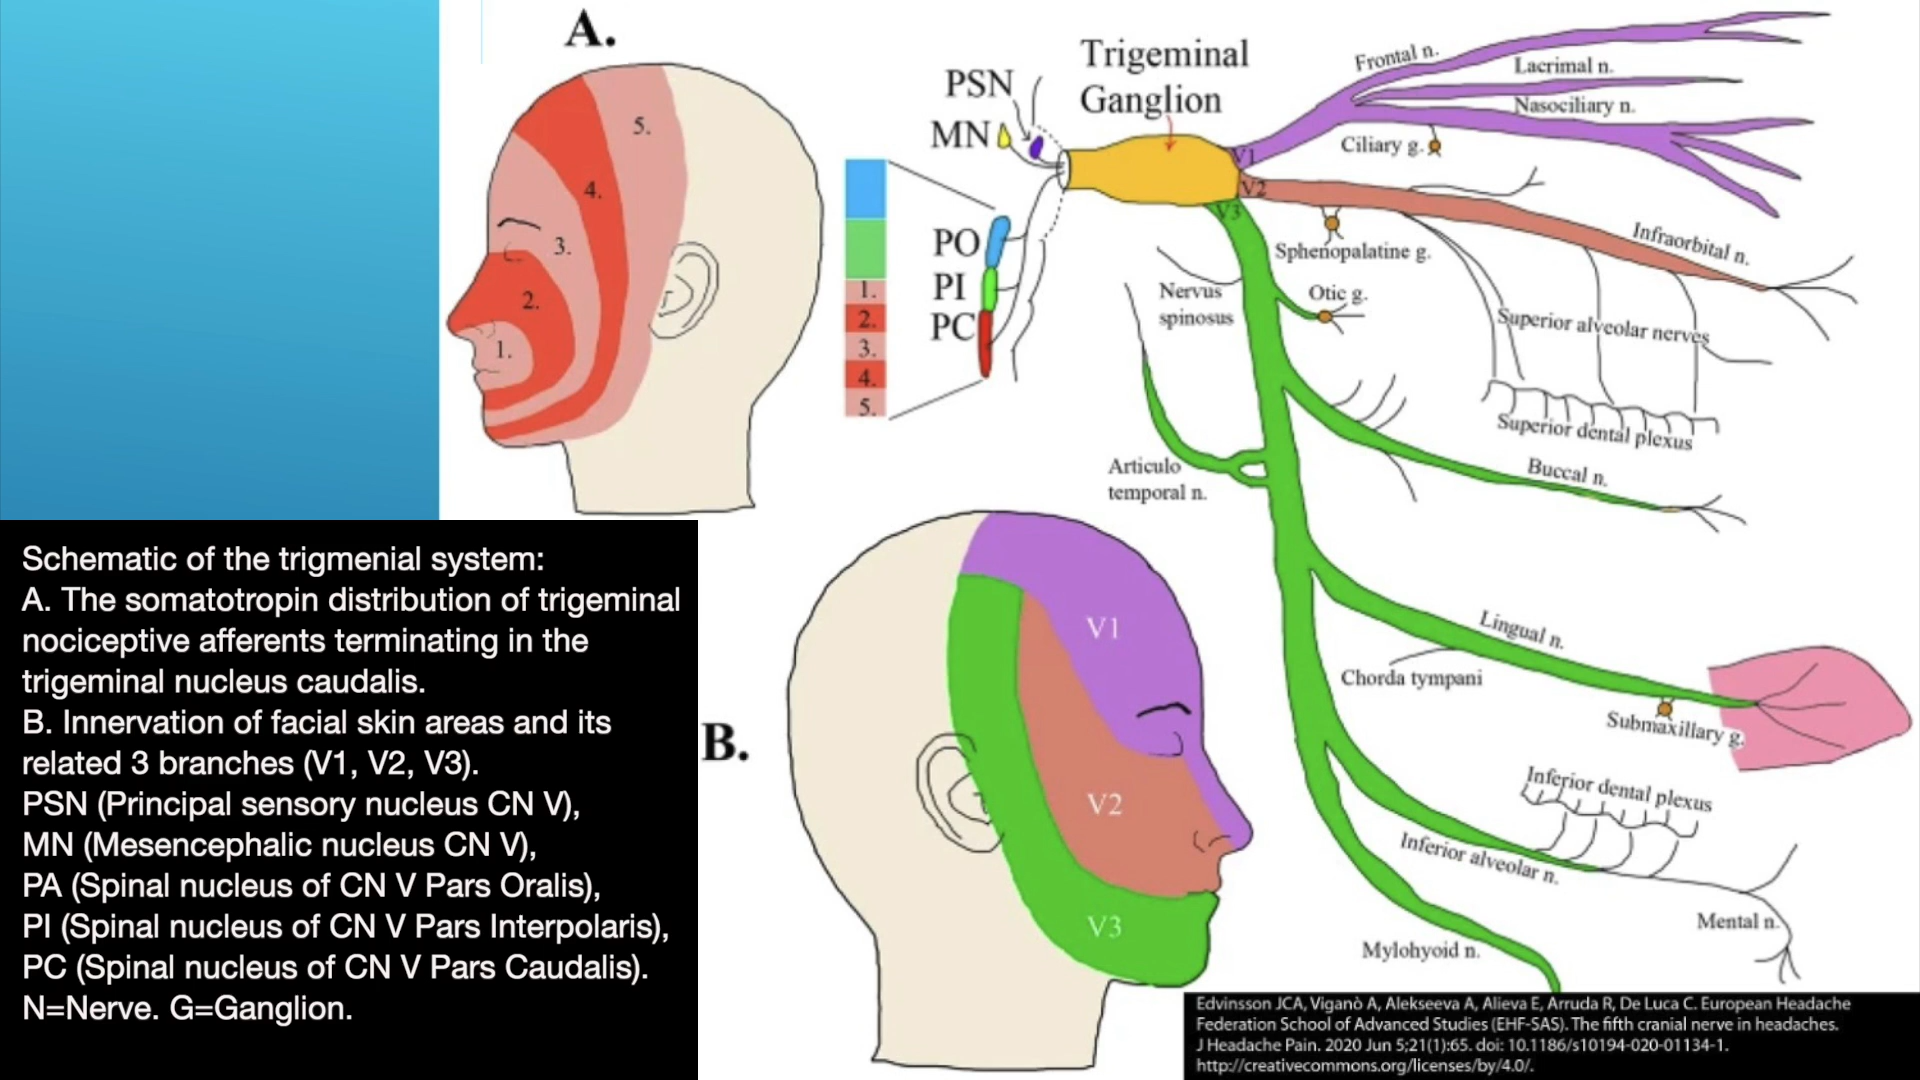 A.
5.
4.
3.
2.
1.
PSN
MN
Trigeminal
Ganglion
PO
PI
PC
1.
2.
3.
4.
5.
V1
V2
V3
Frontal n.
Lacrimal n.
Nasociliary n.
Ciliary g.
Infraorbital n.
Sphenopalatine g.
Nervus
spinosus
Otic g.
Superior alveolar nerves
Superior dental plexus
Articulo
temporal n.
Buccal n.
Lingual n.
Chorda tympani
Submaxillary g.
Inferior dental plexus
Inferior alveolar n.
Mental n.
Mylohyoid n.
B.
V1
V2
V3
Schematic of the trigmenial system:
A. The somatotropin distribution of trigeminal
nociceptive afferents terminating in the
trigeminal nucleus caudalis.
B. Innervation of facial skin areas and its
related 3 branches (V1, V2, V3).
PSN (Principal sensory nucleus CN V),
MN (Mesencephalic nucleus CN V),
PA (Spinal nucleus of CN V Pars Oralis),
PI (Spinal nucleus of CN V Pars Interpolaris),
PC (Spinal nucleus of CN V Pars Caudalis).
N=Nerve. G=Ganglion.
Edvinsson JCA, Viganò A, Alekseeva A, Alieva E, Arruda R, De Luca C. European Headache
Federation School of Advanced Studies (EHF-SAS). The fifth cranial nerve in headaches.
J Headache Pain. 2020 Jun 5;21(1):65. doi: 10.1186/s10194-020-01134-1.
http://creativecommons.org/licenses/by/4.0/.